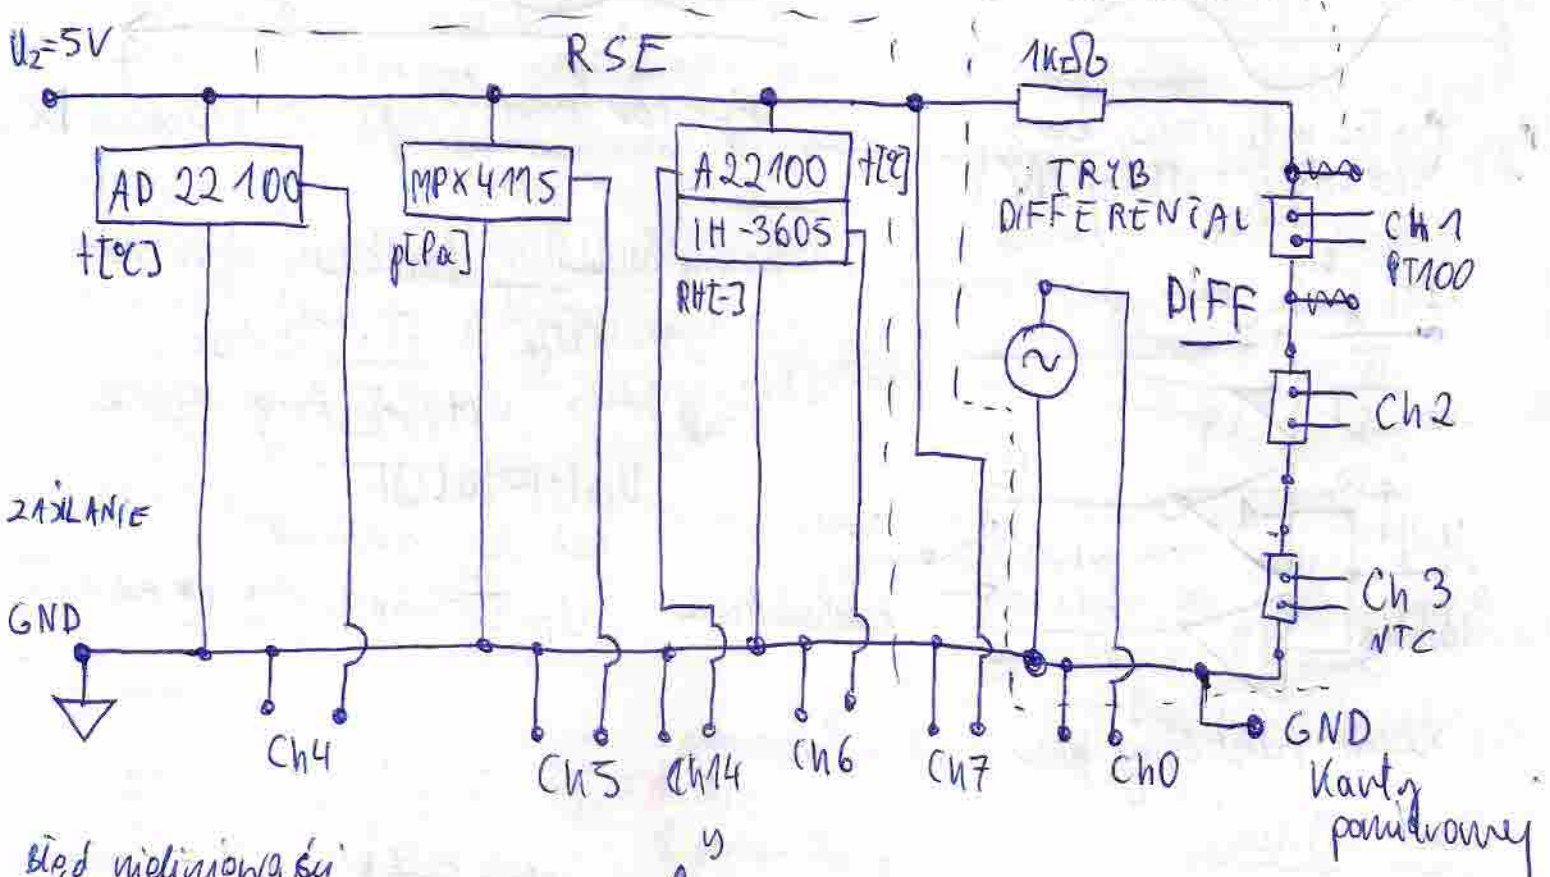 U₂=5V
RSE
1kΩ
AD 22100
t[°C]
MPX4115
p[Pa]
A22100
t[°C]
IH-3605
RH[-]
TRYB
DIFFERENIAL
DIFF
CH1
PT100
Ch2
Ch3
NTC
ZASILANIE
GND
Ch4
Ch5
Ch14
Ch6
Ch7
Ch0
GND
Karty
pomiarowej
Błąd nieliniowości
y